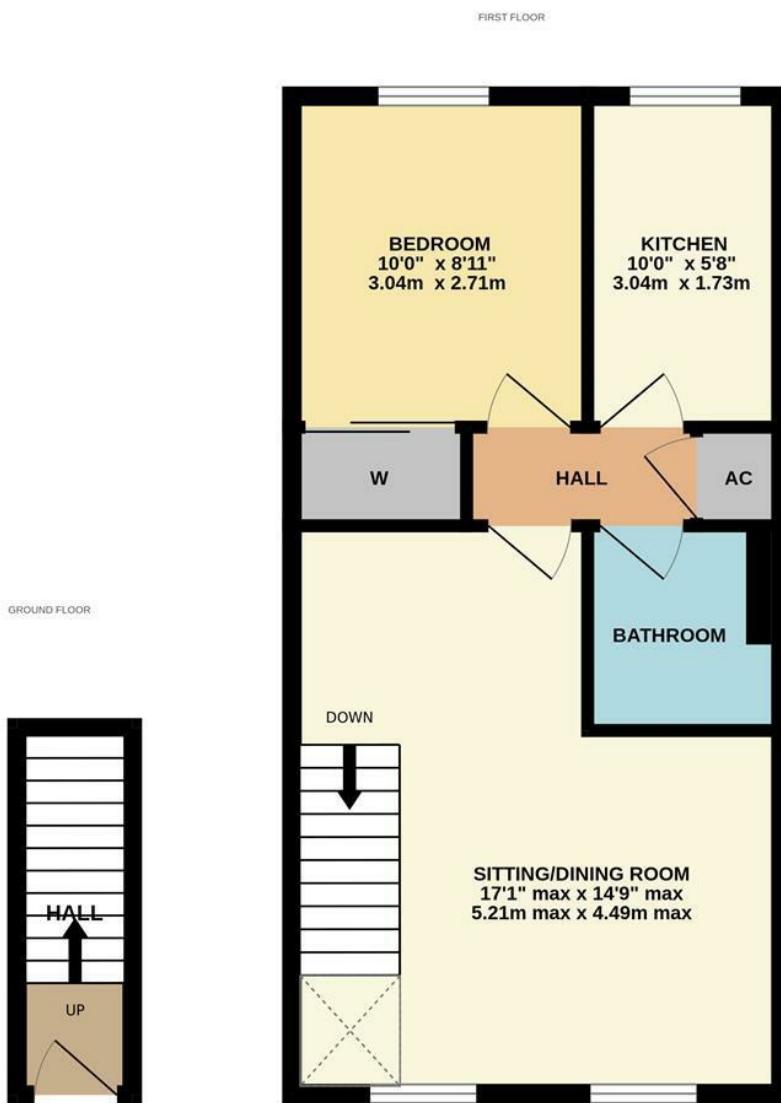 FIRST FLOOR
BEDROOM
10'0" x 8'11"
3.04m x 2.71m
KITCHEN
10'0" x 5'8"
3.04m x 1.73m
W
HALL
AC
BATHROOM
GROUND FLOOR
DOWN
SITTING/DINING ROOM
17'1" max x 14'9" max
5.21m max x 4.49m max
HALL
UP